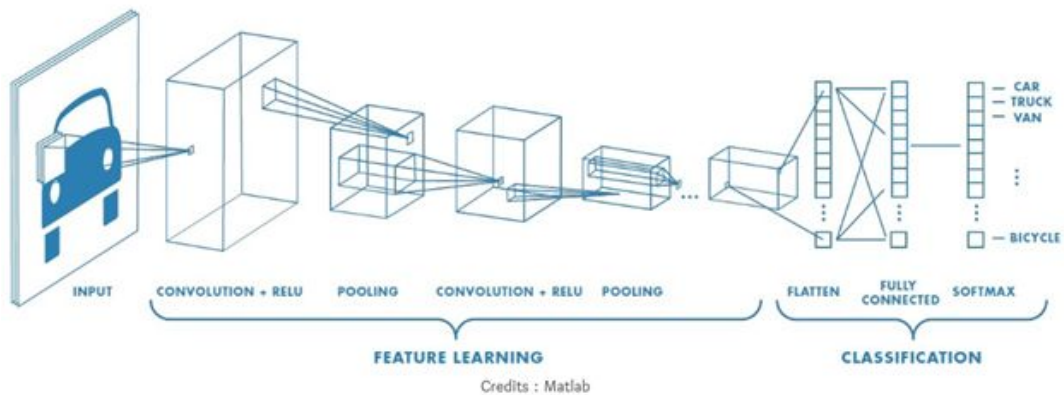 CAR
TRUCK
VAN
BICYCLE
INPUT CONVOLUTION + RELU POOLING CONVOLUTION + RELU POOLING FLATTEN FULLY CONNECTED SOFTMAX
FEATURE LEARNING CLASSIFICATION
Credits : Matlab